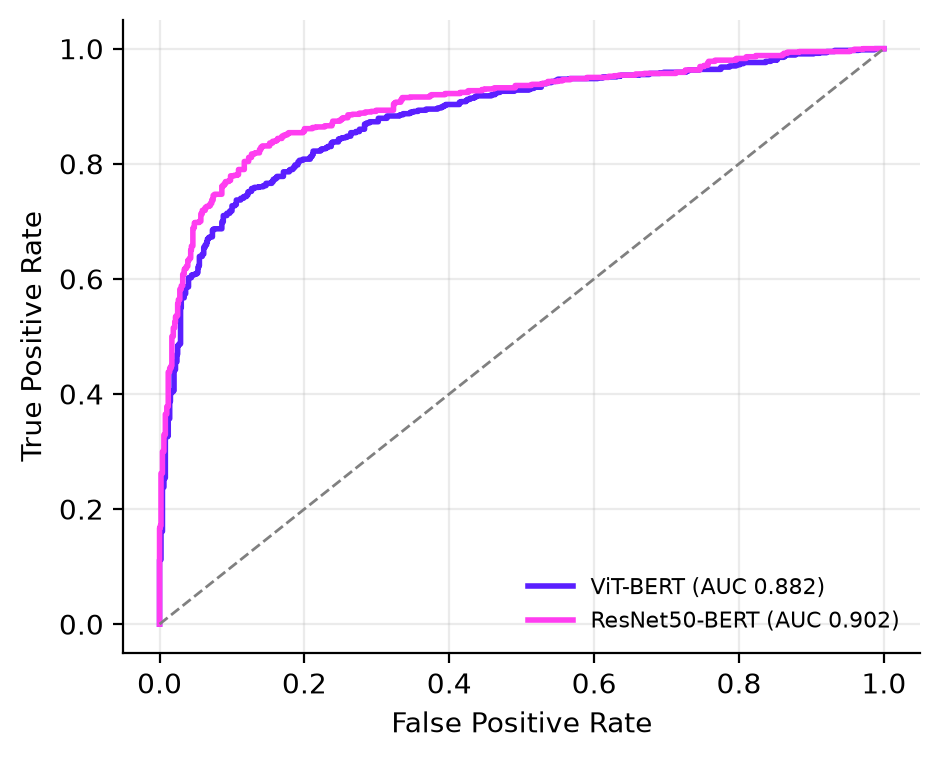 1.0
0.8
0.6
0.4
0.2
0.0
True Positive Rate
ViT-BERT (AUC 0.882)
ResNet50-BERT (AUC 0.902)
0.0 0.2 0.4 0.6 0.8 1.0
False Positive Rate